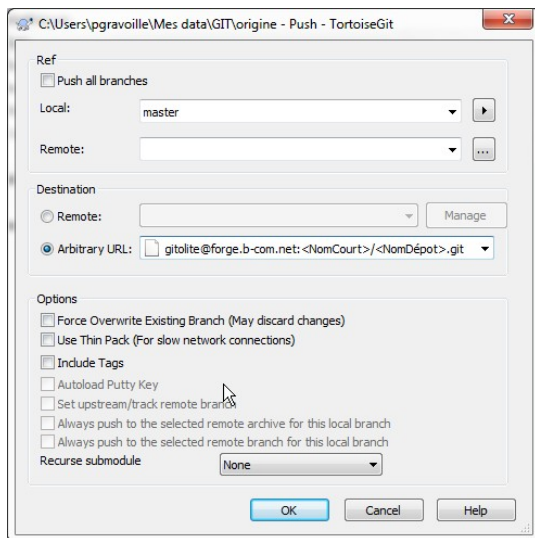 C:\Users\pgravoille\Mes data\GIT\origine - Push - TortoiseGit
Ref
Push all branches
Local: master
Remote:
...
Destination
Remote: Manage
Arbitrary URL: gitolite@forge.b-com.net:<NomCourt>/<NomDépot>.git
Options
Force Overwrite Existing Branch (May discard changes)
Use Thin Pack (For slow network connections)
Include Tags
Autoload Putty Key
Set upstream/track remote branch
Always push to the selected remote archive for this local branch
Always push to the selected remote branch for this local branch
Recurse submodule None
OK Cancel Help